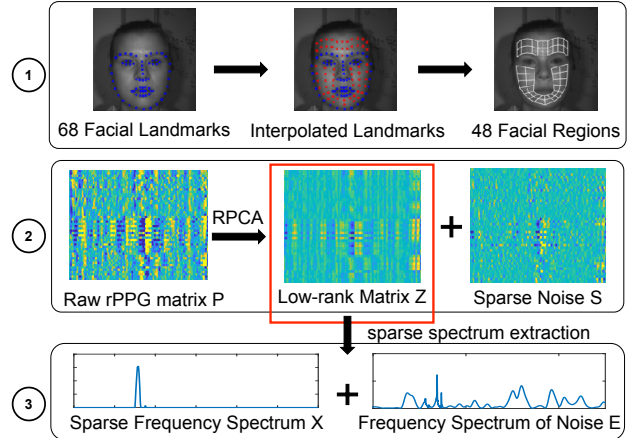 1
68 Facial Landmarks
Interpolated Landmarks
48 Facial Regions
2
RPCA
Raw rPPG matrix P
Low-rank Matrix Z
Sparse Noise S
sparse spectrum extraction
3
Sparse Frequency Spectrum X
Frequency Spectrum of Noise E